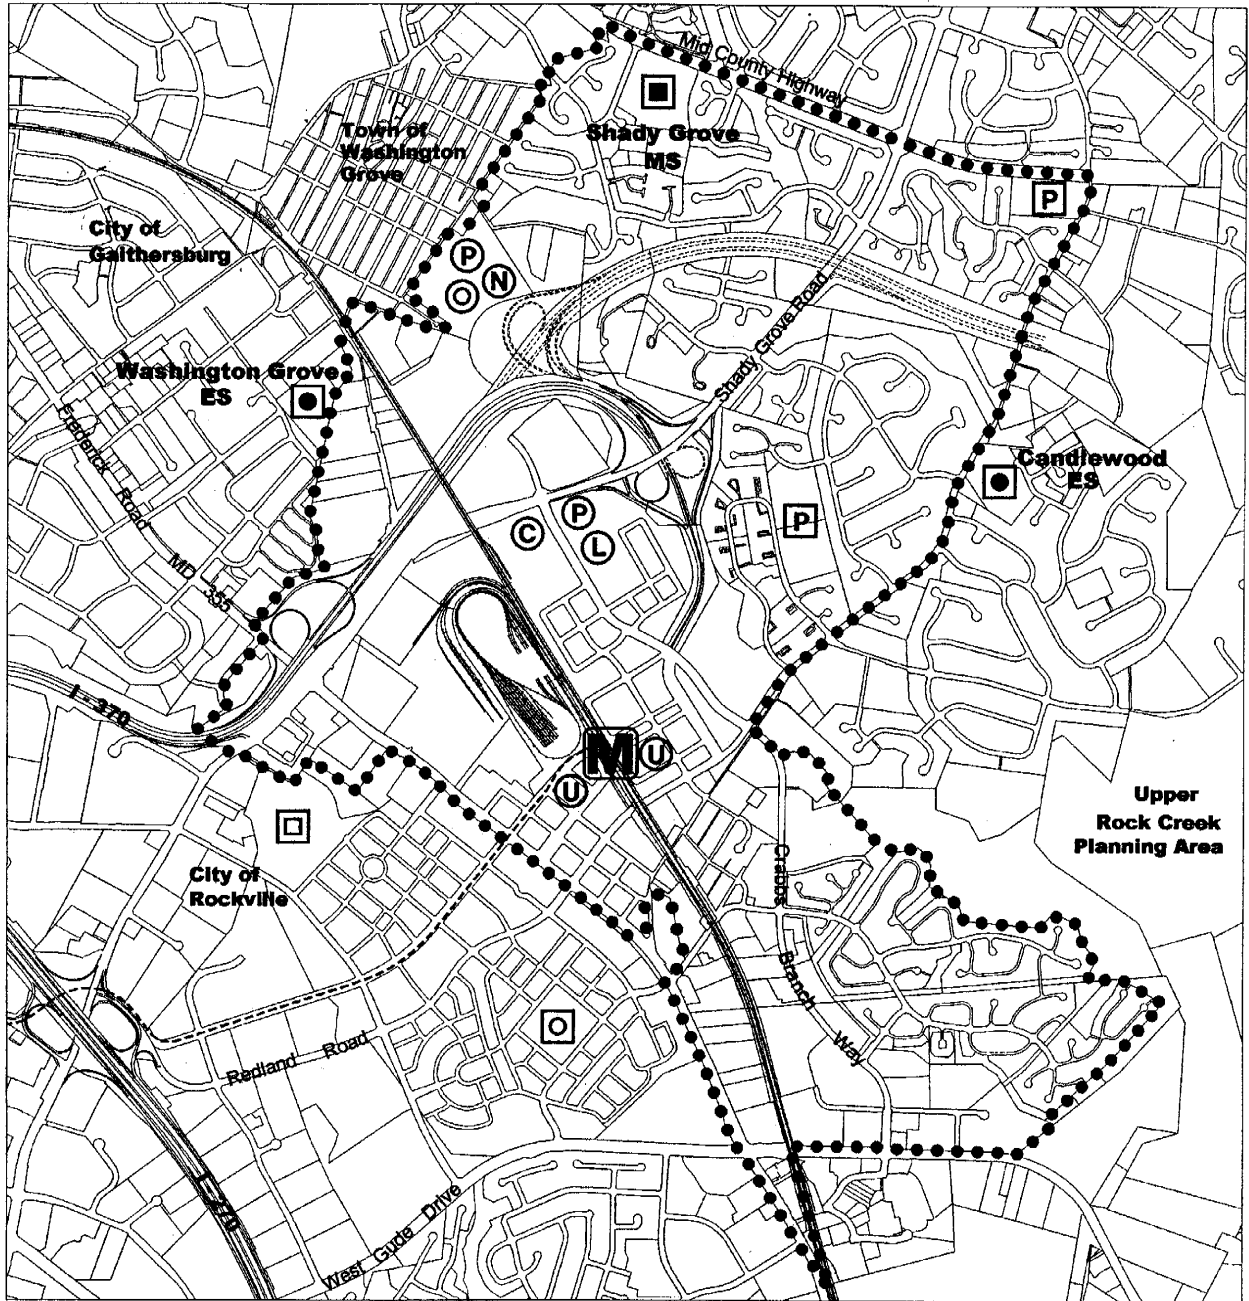 Mid County Highway
Shady Grove
MS
Town of
Washington
Grove
P
City of
Gaithersburg
P
N
O
Shady Grove Road
Washington Grove
ES
Frederick Road
MD 355
Candlewood
ES
P
P
C
L
I - 370
M
U
U
Upper
Rock Creek
Planning Area
City of
Rockville
Crabbs Branch Way
O
Redland Road
I-270
West Gude Drive